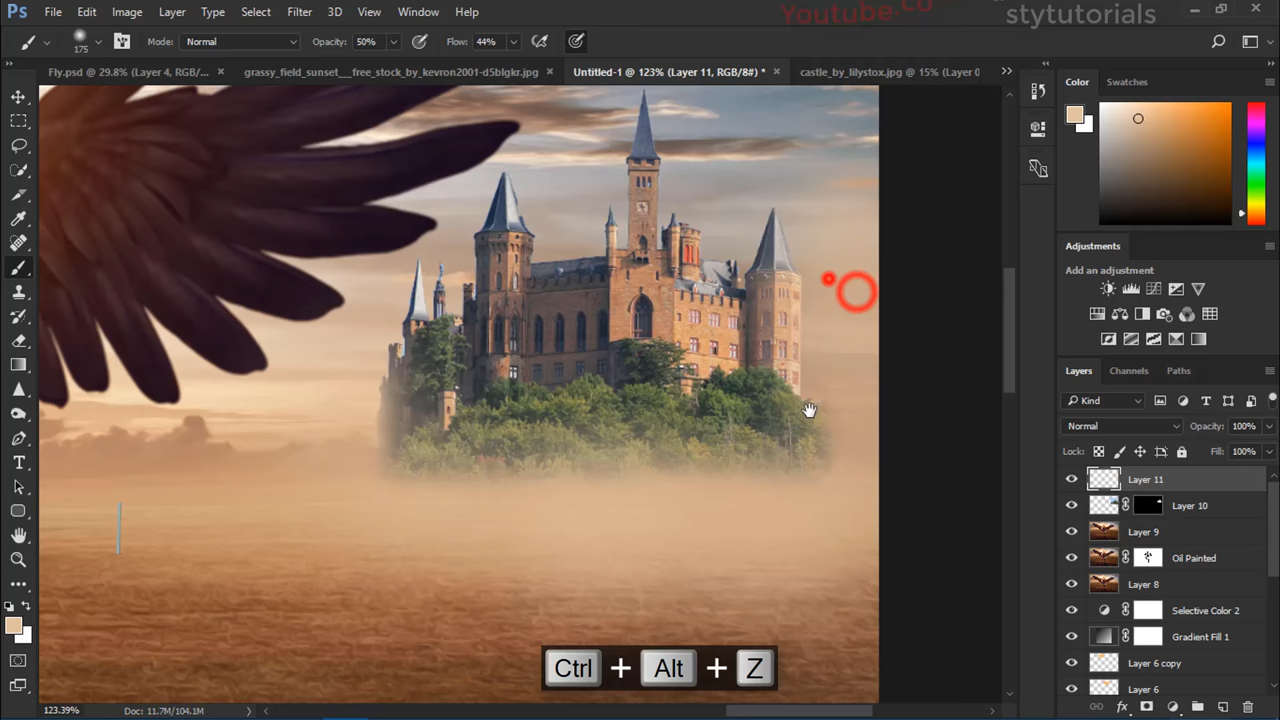 Ps File Edit Image Layer Type Select Filter 3D View Window Help
Youtube.co
stytutorials
175 Mode: Normal Opacity: 50% Flow: 44%
Fly.psd @ 29.8% (Layer 4, RGB/... × grassy_field_sunset__free_stock_by_kevron2001-d5blgkr.jpg × Untitled-1 @ 123% (Layer 11, RGB/8#) * × castle_by_lilystox.jpg @ 15% (Layer 0
Color Swatches
Adjustments
Add an adjustment
Layers Channels Paths
Kind
Normal Opacity: 100%
Lock: Fill: 100%
Layer 11
Layer 10
Layer 9
Oil Painted
Layer 8
Selective Color 2
Gradient Fill 1
Layer 6 copy
Layer 6
Ctrl + Alt + Z
123.39% Doc: 11.7M/104.1M